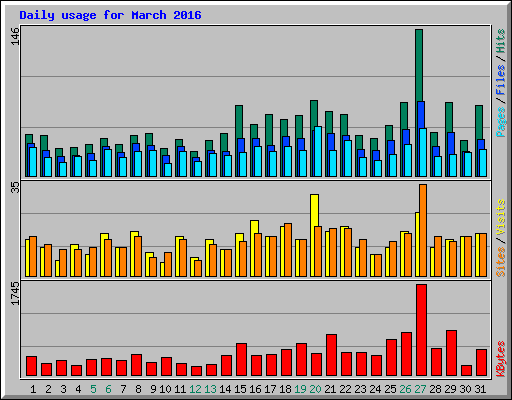 Daily usage for March 2016
146
Pages / Files / Hits
35
Sites / Visits
1745
KBytes
1 2 3 4 5 6 7 8 9 10 11 12 13 14 15 16 17 18 19 20 21 22 23 24 25 26 27 28 29 30 31